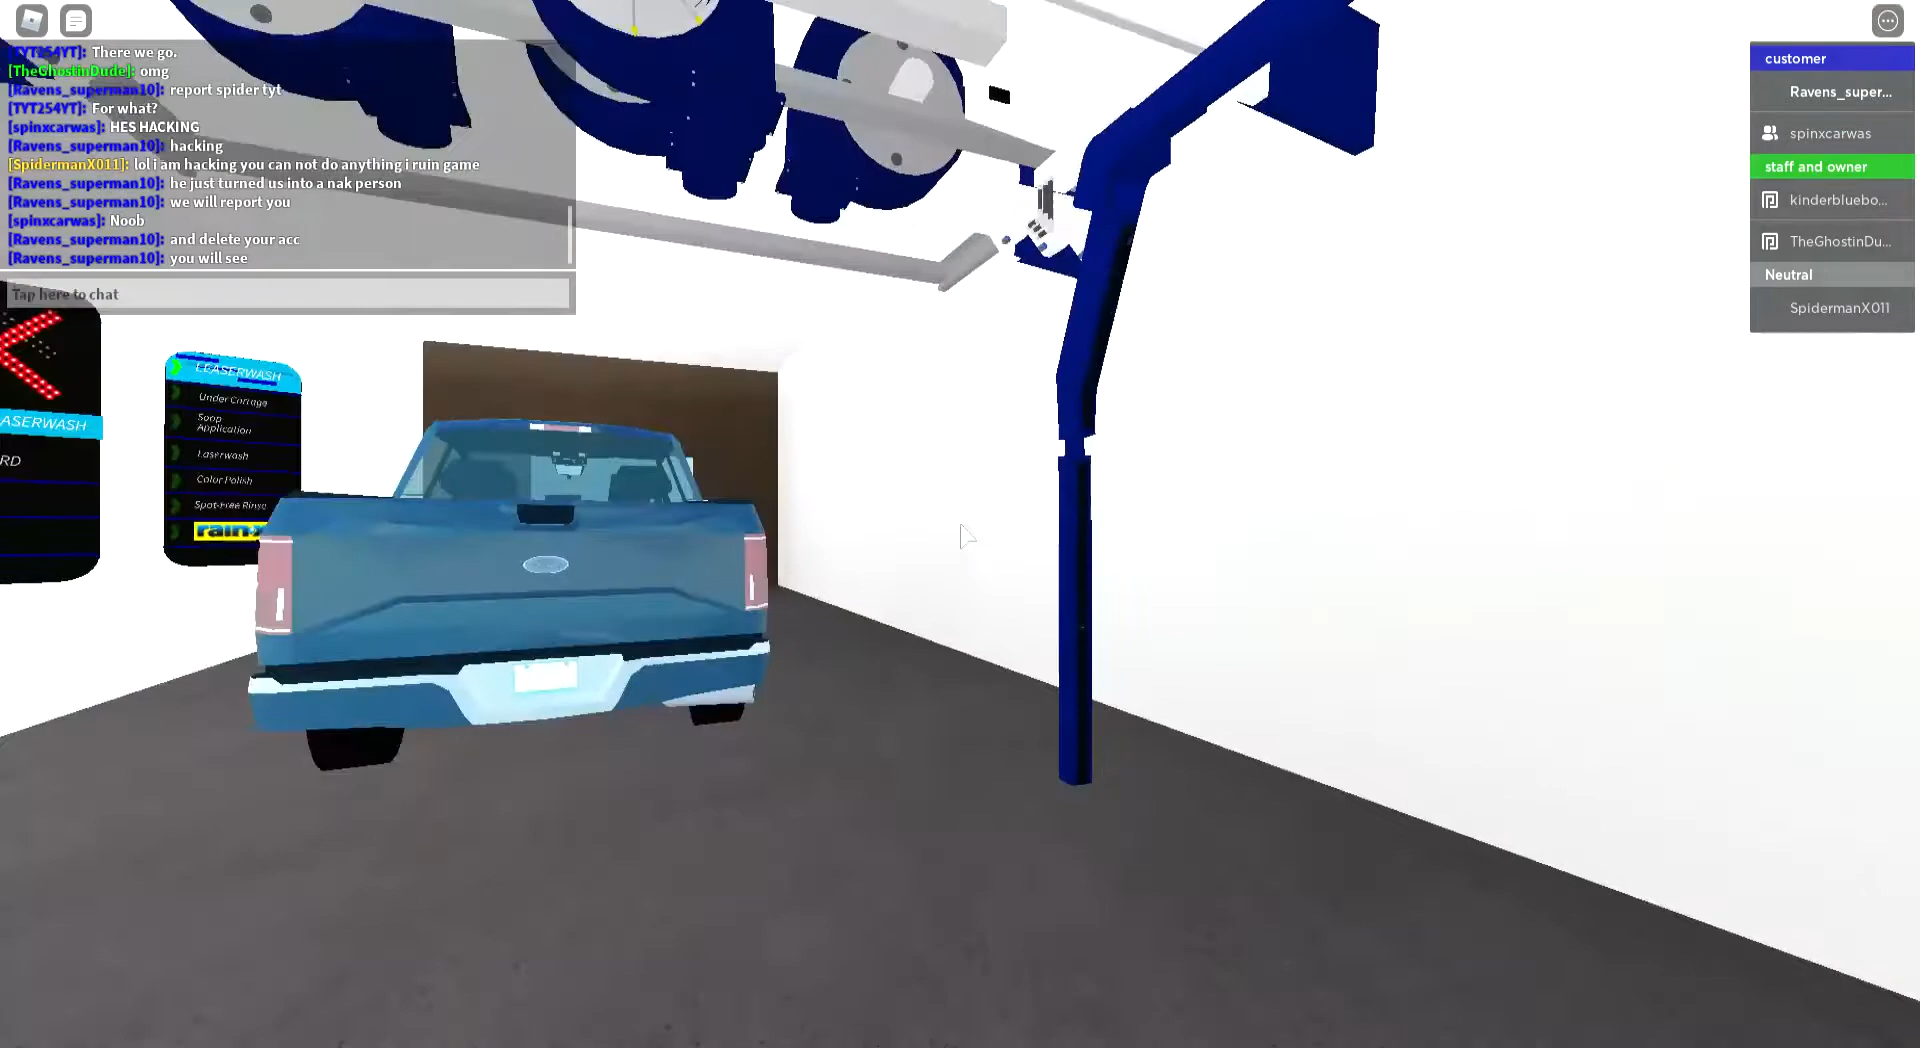 [TYT254YT]: There we go.
[TheGhostinDude]: omg
[Ravens_superman10]: report spider tyt
[TYT254YT]: For what?
[spinxcarwas]: HES HACKING
[Ravens_superman10]: hacking
[SpidermanX011]: lol i am hacking you can not do anything i ruin game
[Ravens_superman10]: he just turned us into a nak person
[Ravens_superman10]: we will report you
[spinxcarwas]: Noob
[Ravens_superman10]: and delete your acc
[Ravens_superman10]: you will see
Tap here to chat
customer
Ravens_super...
spinxcarwas
staff and owner
kinderbluebo...
TheGhostinDu...
Neutral
SpidermanX011
ASERWASH
RD
LEASERWASH
Under Carrage
Soap
Application
Laserwash
Color Polish
Spot-Free Rinse
rain-x